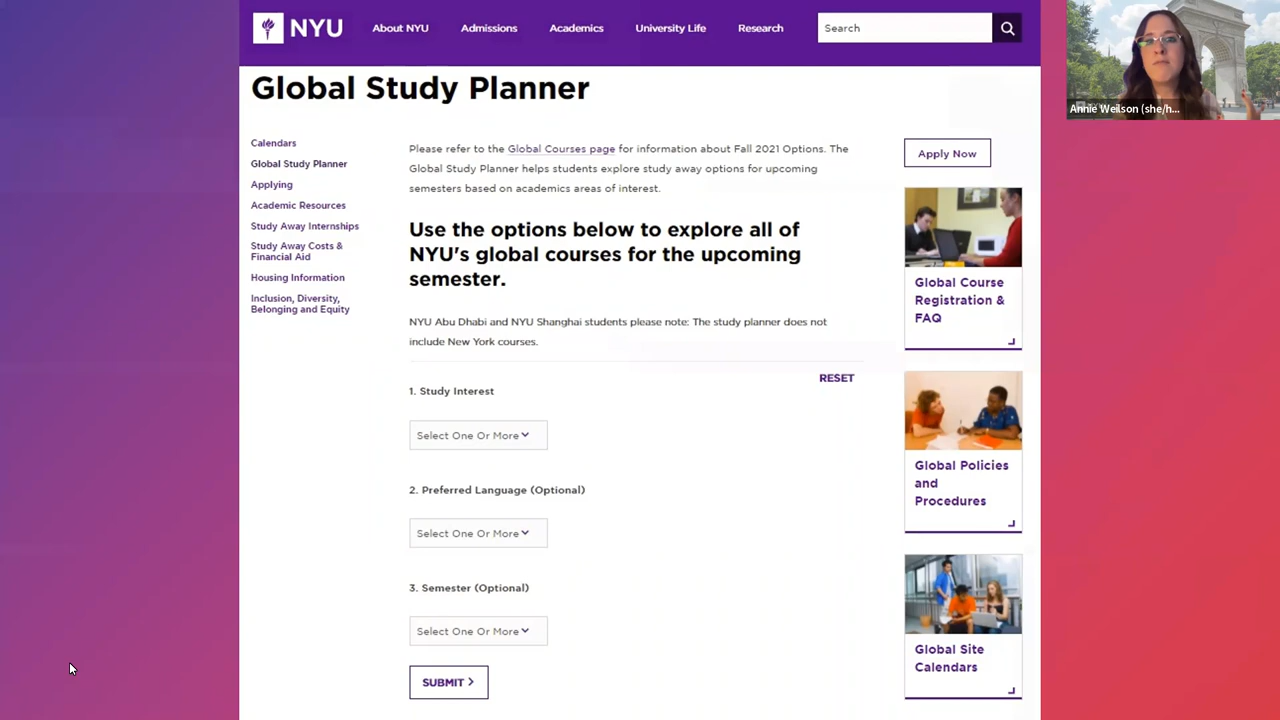 NYU
About NYU
Admissions
Academics
University Life
Research
Search
Annie Weilson (she/h...
Global Study Planner
Calendars
Global Study Planner
Applying
Academic Resources
Study Away Internships
Study Away Costs &
Financial Aid
Housing Information
Inclusion, Diversity,
Belonging and Equity
Please refer to the Global Courses page for information about Fall 2021 Options. The
Global Study Planner helps students explore study away options for upcoming
semesters based on academics areas of interest.
Use the options below to explore all of
NYU's global courses for the upcoming
semester.
NYU Abu Dhabi and NYU Shanghai students please note: The study planner does not
include New York courses.
RESET
1. Study Interest
Select One Or More
2. Preferred Language (Optional)
Select One Or More
3. Semester (Optional)
Select One Or More
SUBMIT >
Apply Now
Global Course
Registration &
FAQ
Global Policies
and
Procedures
Global Site
Calendars